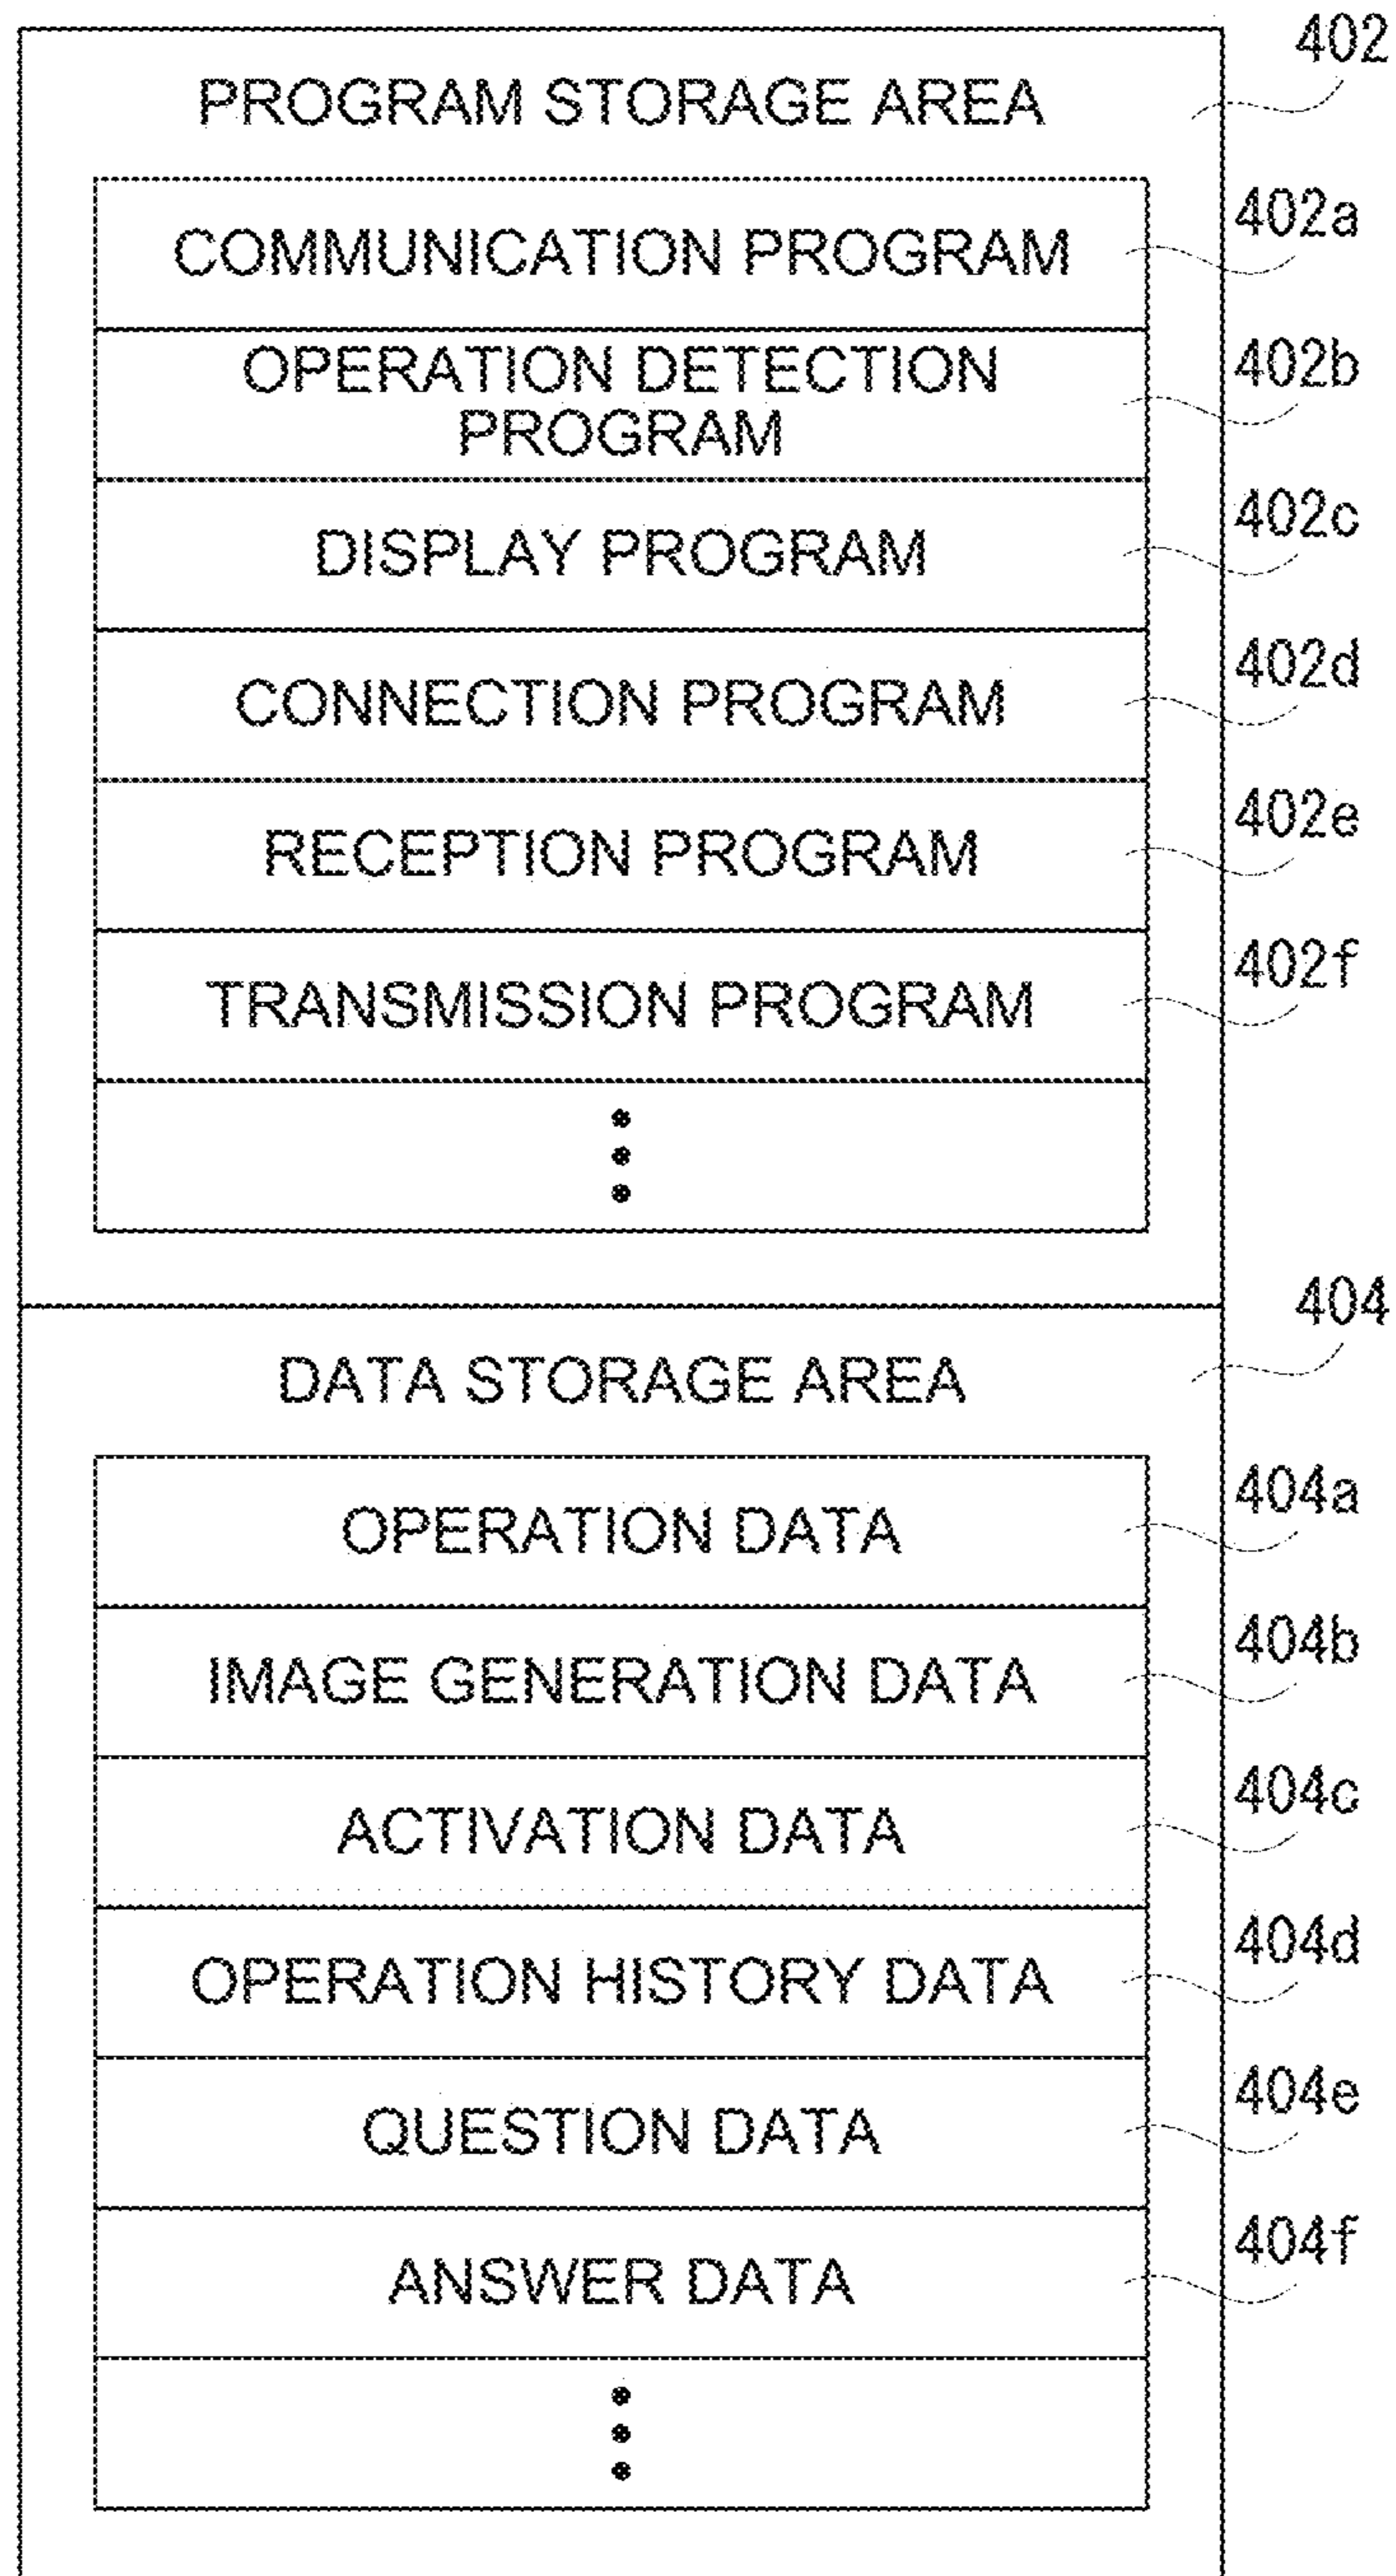 402
PROGRAM STORAGE AREA
402a
COMMUNICATION PROGRAM
402b
OPERATION DETECTION
PROGRAM
402c
DISPLAY PROGRAM
402d
CONNECTION PROGRAM
402e
RECEPTION PROGRAM
402f
TRANSMISSION PROGRAM
404
DATA STORAGE AREA
404a
OPERATION DATA
404b
IMAGE GENERATION DATA
404c
ACTIVATION DATA
404d
OPERATION HISTORY DATA
404e
QUESTION DATA
404f
ANSWER DATA